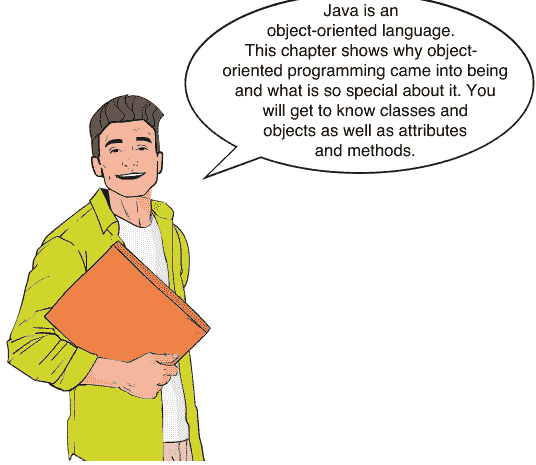 Java is an
object-oriented language.
This chapter shows why object-
oriented programming came into being
and what is so special about it. You
will get to know classes and
objects as well as attributes
and methods.